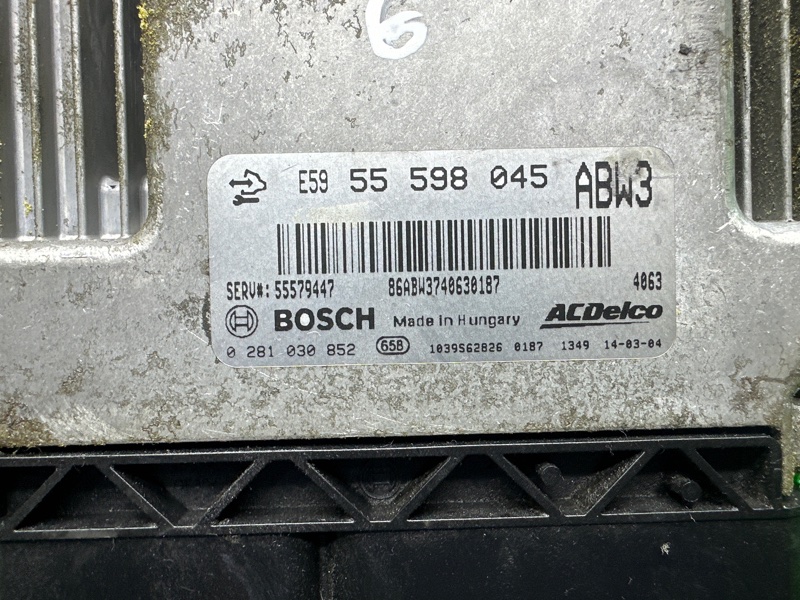 6
E59 55 598 045 ABW3
SERV#: 55579447 86ABW3740630187 4063
BOSCH Made in Hungary ACDelco
0 281 030 852 65B 1039S62826 0187 1349 14-03-04